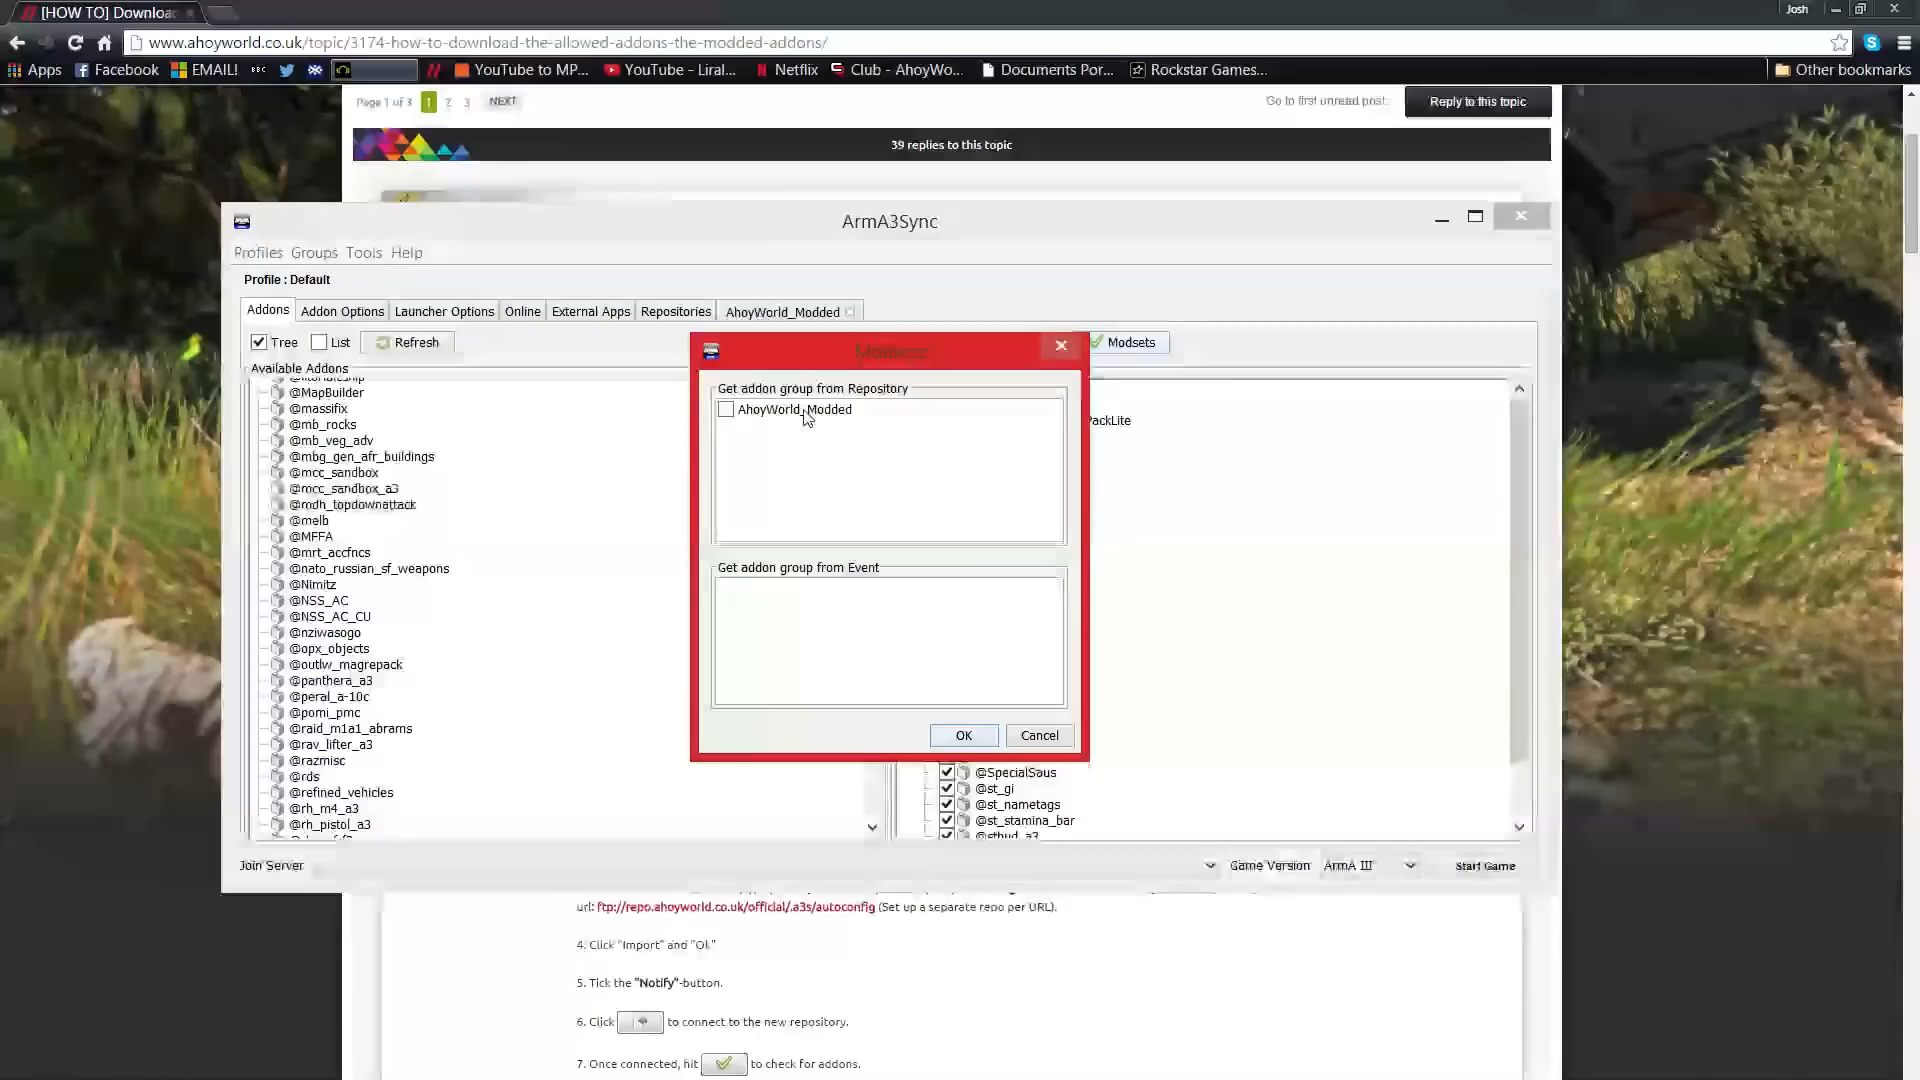 [HOW TO] Downloa
Josh
www.ahoyworld.co.uk/topic/3174-how-to-download-the-allowed-addons-the-modded-addons/
Apps Facebook EMAIL! BBC YouTube to MP... YouTube – Liral... Netflix Club - AhoyWo... Documents Por... Rockstar Games... Other bookmarks
Page 1 of 3 1 2 3 NEXT Go to first unread post Reply to this topic
39 replies to this topic
ArmA3Sync
Profiles Groups Tools Help
Profile : Default
Addons Addon Options Launcher Options Online External Apps Repositories AhoyWorld_Modded
Tree List Refresh Modsets
Modsets
Available Addons
Get addon group from Repository
AhoyWorld_Modded
PackLite
@MapBuilder
@massifix
@mb_rocks
@mb_veg_adv
@mbg_gen_afr_buildings
@mcc_sandbox
@mcc_sandbox_a3
@mdh_topdownattack
@melb
@MFFA
@mrt_accfncs
@nato_russian_sf_weapons
@Nimitz
@NSS_AC
@NSS_AC_CU
@nziwasogo
@opx_objects
@outlw_magrepack
@panthera_a3
@peral_a-10c
@pomi_pmc
@raid_m1a1_abrams
@rav_lifter_a3
@razmisc
@rds
@refined_vehicles
@rh_m4_a3
@rh_pistol_a3
Get addon group from Event
OK Cancel
@SpecialSaus
@st_gi
@st_nametags
@st_stamina_bar
@sthud_a3
Join Server Game Version ArmA III Start Game
url: ftp://repo.ahoyworld.co.uk/official/.a3s/autoconfig (Set up a separate repo per URL).
4. Click "Import" and "Ok"
5. Tick the "Notify"-button.
6. Click to connect to the new repository.
7. Once connected, hit to check for addons.